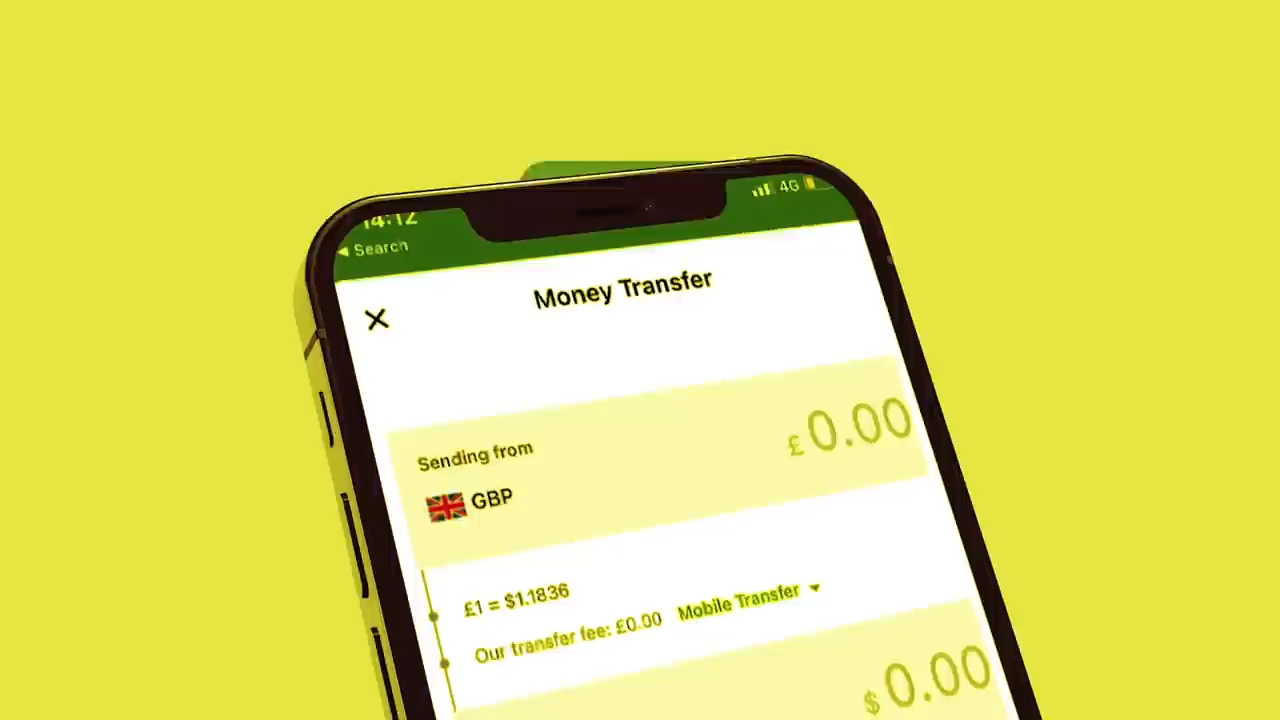 14:12
4G
◀ Search
Money Transfer
Sending from
£0.00
GBP
£1 = $1.1836
Our transfer fee: £0.00 Mobile Transfer ▼
$0.00